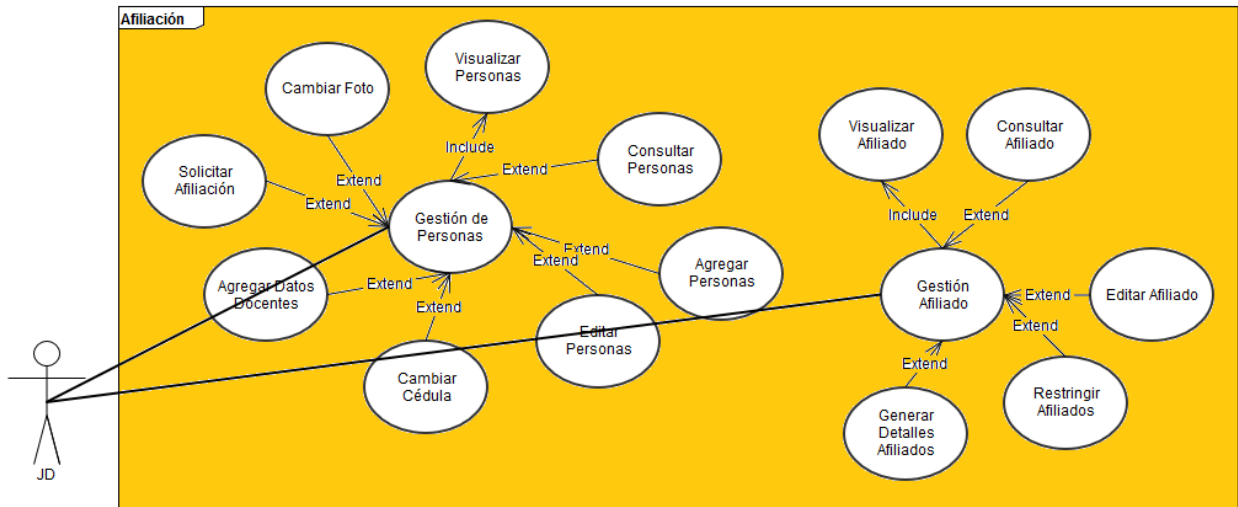 Afiliación
Visualizar
Personas
Cambiar Foto
Visualizar
Afiliado
Consultar
Afiliado
Include
Consultar
Personas
Solicitar
Afiliación
Extend
Extend
Extend
Include
Extend
Gestión de
Personas
Extend
Extend
Agregar
Personas
Agregar Datos
Docentes
Extend
Gestión
Afiliado
Extend
Editar Afiliado
Extend
Extend
Editar
Personas
Extend
Cambiar
Cédula
Restringir
Afiliados
Generar
Detalles
Afiliados
JD